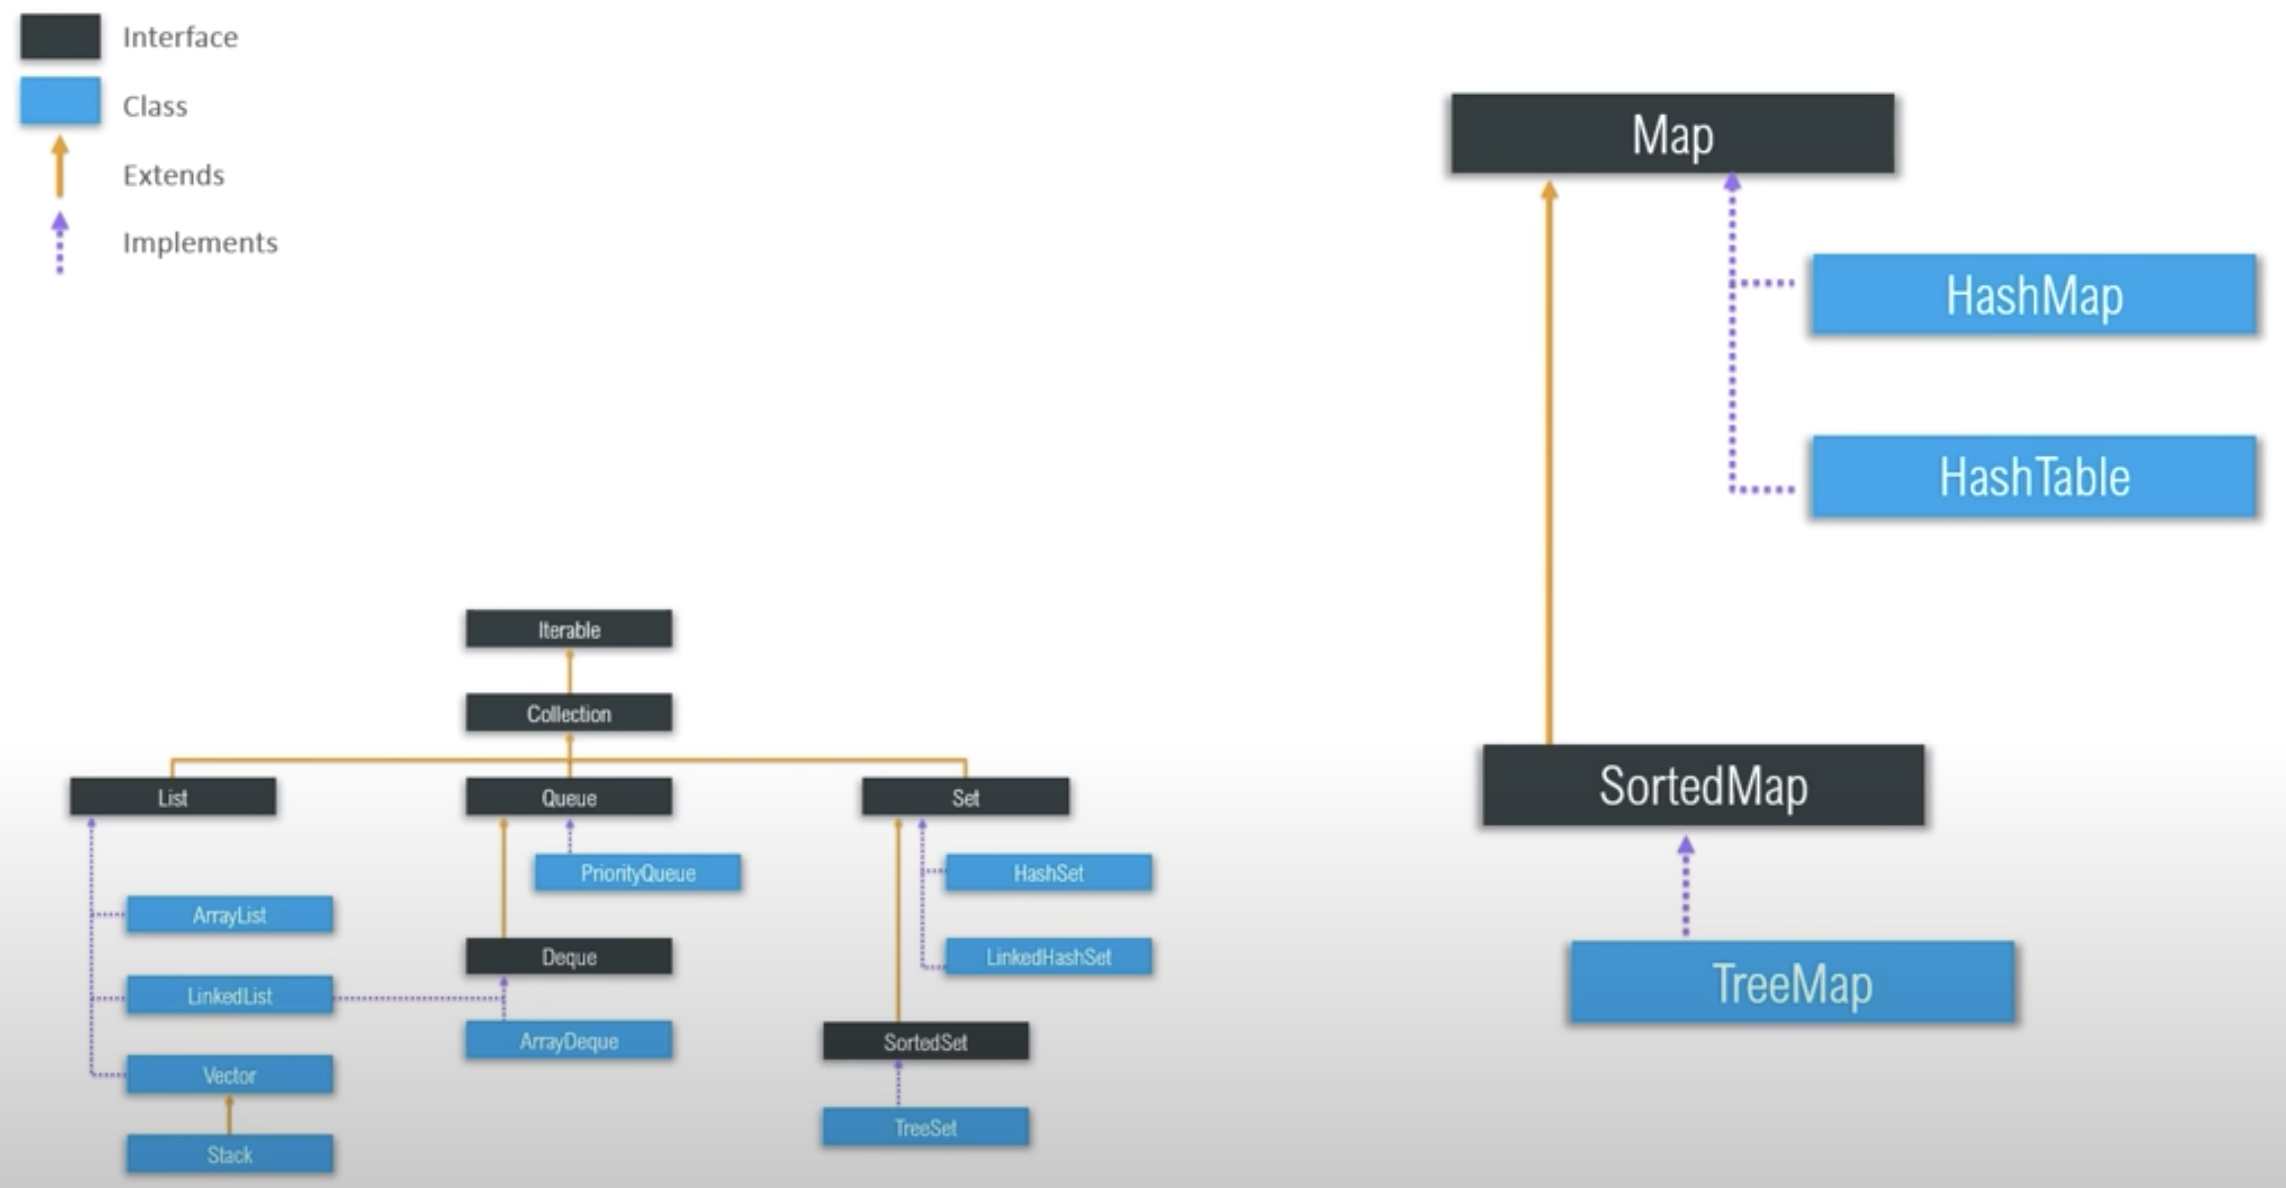 Interface
Class
Extends
Implements
Map
HashMap
HashTable
SortedMap
TreeMap
Iterable
Collection
List
Queue
Set
PriorityQueue
HashSet
ArrayList
Deque
LinkedHashSet
LinkedList
ArrayDeque
SortedSet
Vector
TreeSet
Stack